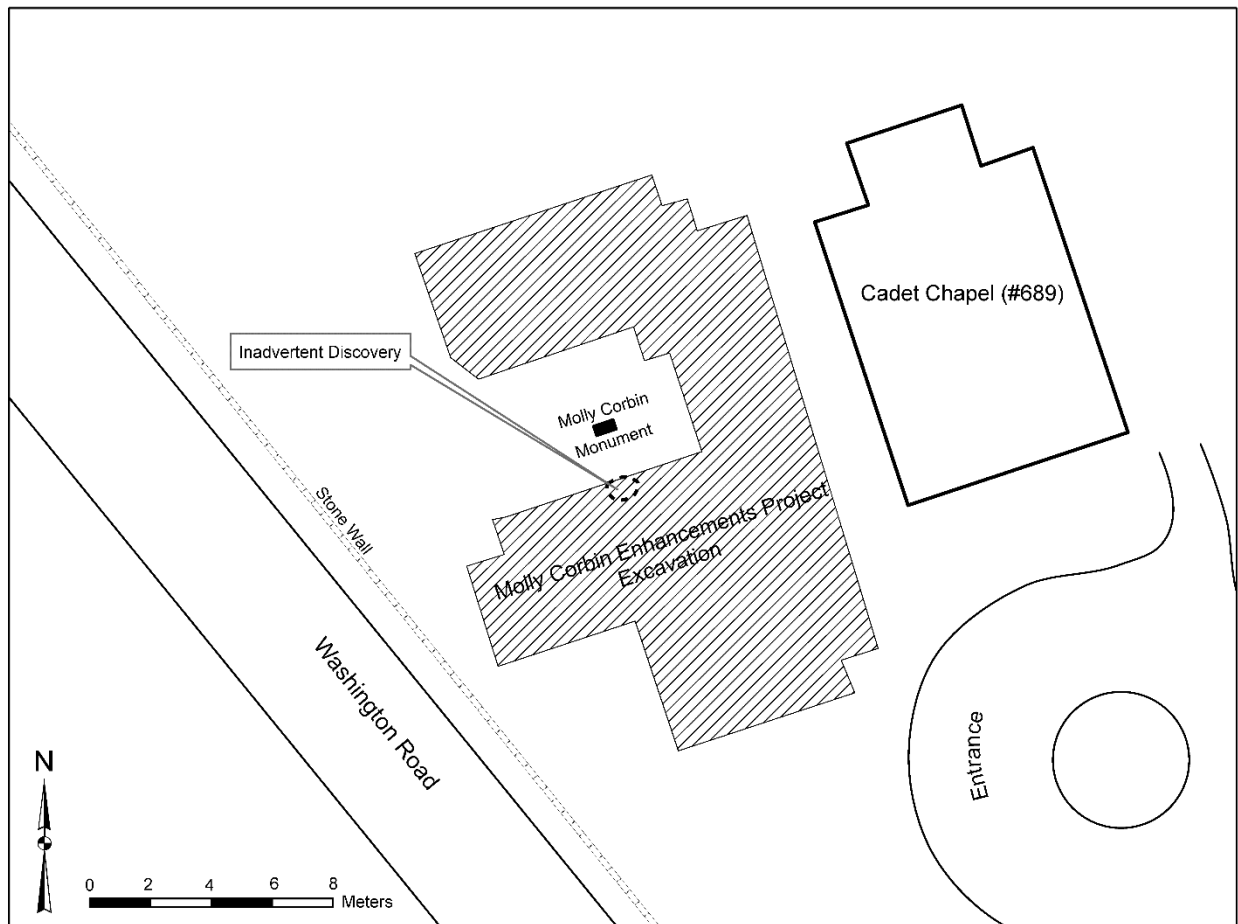 Cadet Chapel (#689)
Inadvertent Discovery
Molly Corbin
Monument
Stone Wall
Molly Corbin Enhancements Project
Excavation
Washington Road
Entrance
N
0 2 4 6 8
Meters